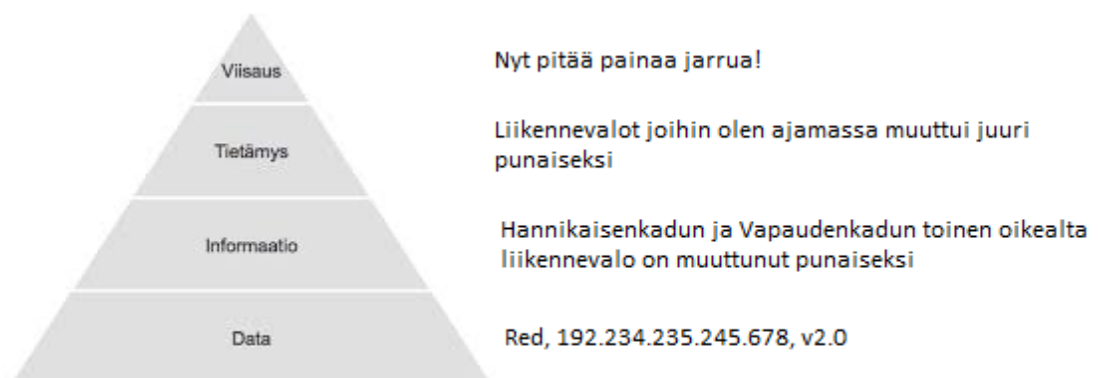 Viisaus
Nyt pitää painaa jarrua!
Tietämys
Liikennevalot joihin olen ajamassa muuttui juuri
punaiseksi
Informaatio
Hannikaisenkadun ja Vapaudenkadun toinen oikealta
liikennevalo on muuttunut punaiseksi
Data
Red, 192.234.235.245.678, v2.0